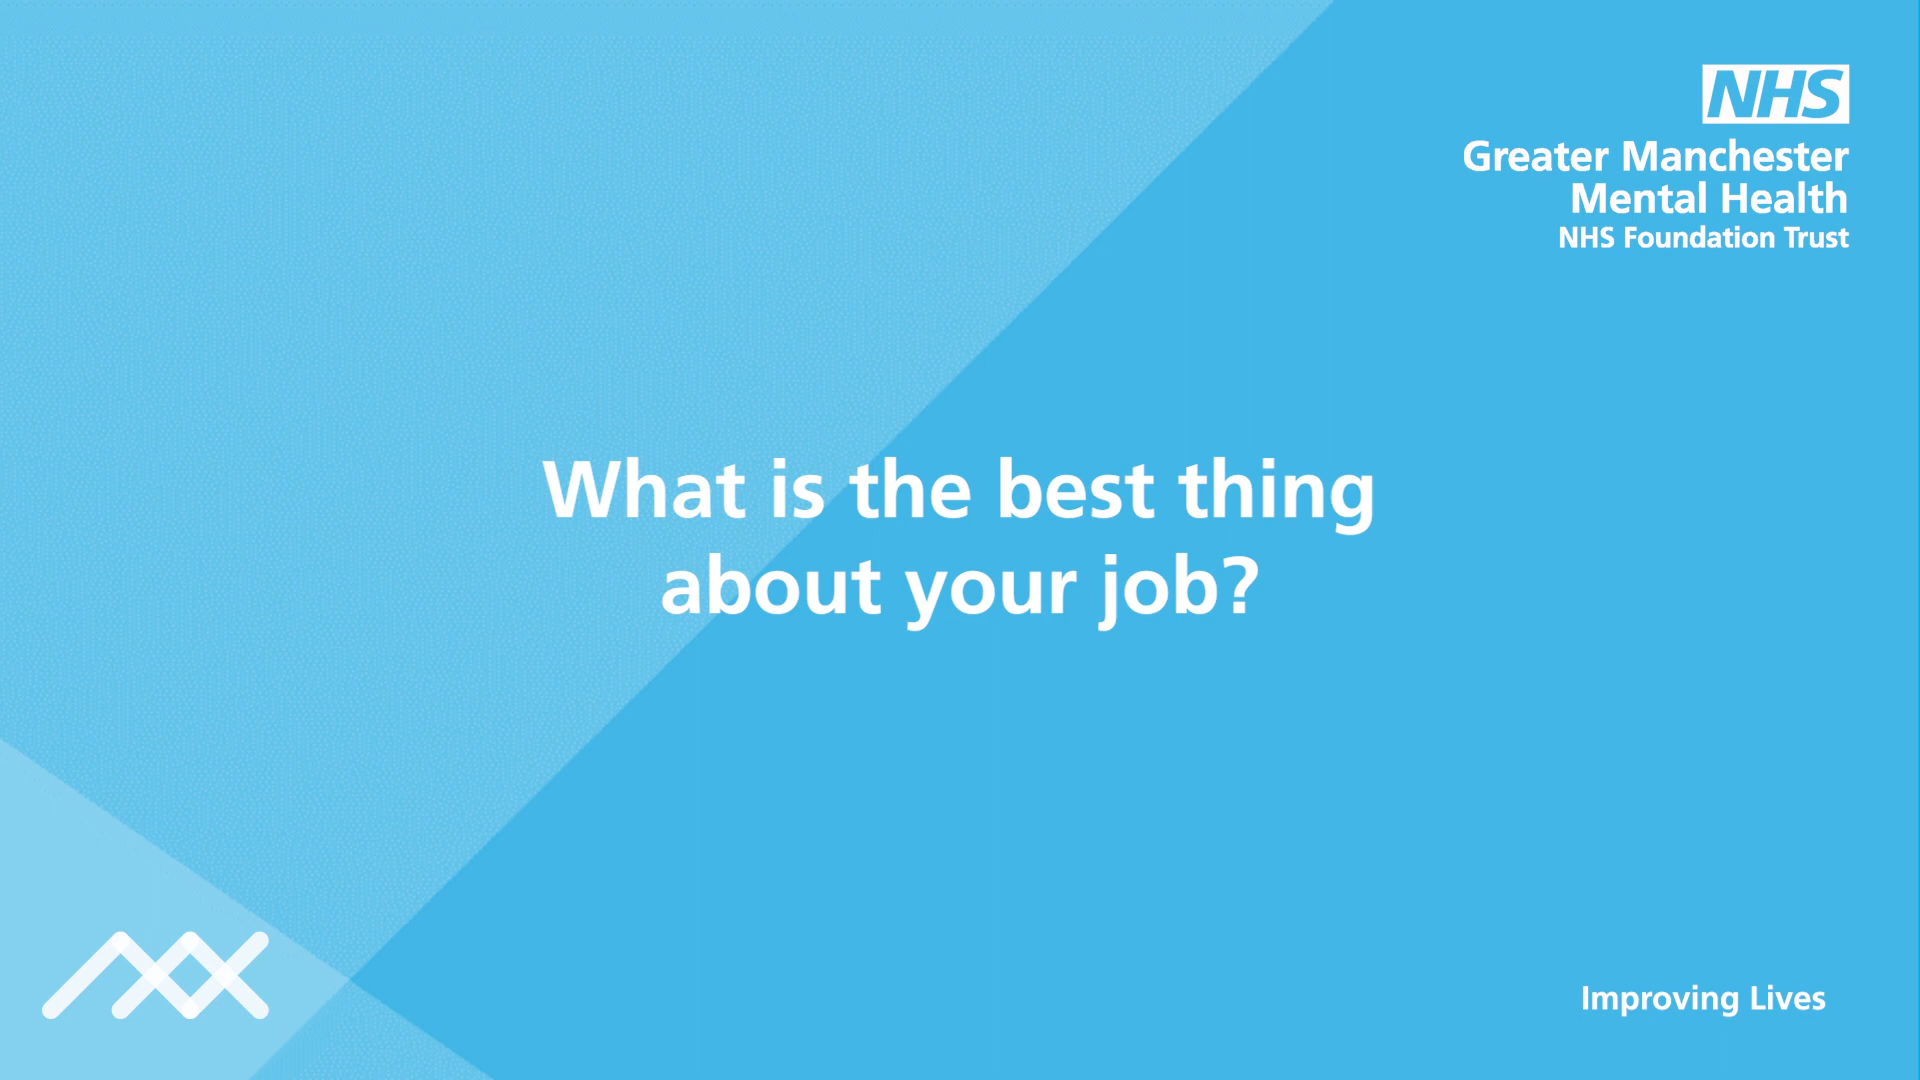 NHS
Greater Manchester
Mental Health
NHS Foundation Trust
What is the best thing
about your job?
Improving Lives